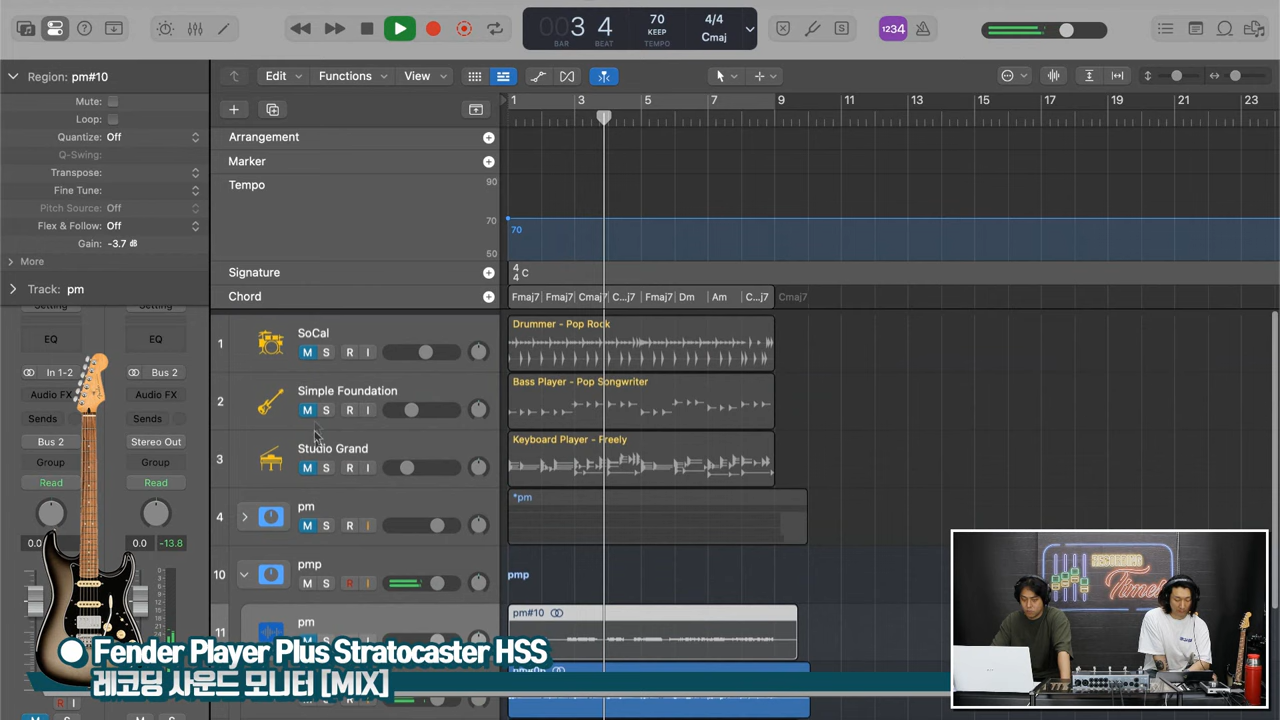 3 4
BAR BEAT
70
KEEP
TEMPO
4/4
Cmaj
1234
S
Region: pm#10
Mute:
Loop:
Quantize: Off
Q-Swing:
Transpose:
Fine Tune:
Pitch Source: Off
Flex & Follow: Off
Gain: -3.7 dB
More
Track: pm
Edit Functions View
1 3 5 7 9 11 13 15 17 19 21 23
Arrangement
Marker
Tempo
90
70
50
70
Signature
4/4 C
Chord
Fmaj7 Fmaj7 Cmaj7 C...j7 Fmaj7 Dm Am C...j7 Cmaj7
Setting Setting
EQ EQ
In 1-2 Bus 2
Audio FX Audio FX
Sends Sends
Bus 2 Stereo Out
Group Group
Read Read
0.0 0.0 -13.8
1 SoCal
M S R I
Drummer - Pop Rock
2 Simple Foundation
M S R I
Bass Player - Pop Songwriter
3 Studio Grand
M S R I
Keyboard Player - Freely
4 pm
M S R I
*pm
10 pmp
M S R I
pmp
11 pm
pm#10
RECORDING
Time
Fender Player Plus Stratocaster HSS
레코딩 사운드 모니터 [MIX]
R I
M M